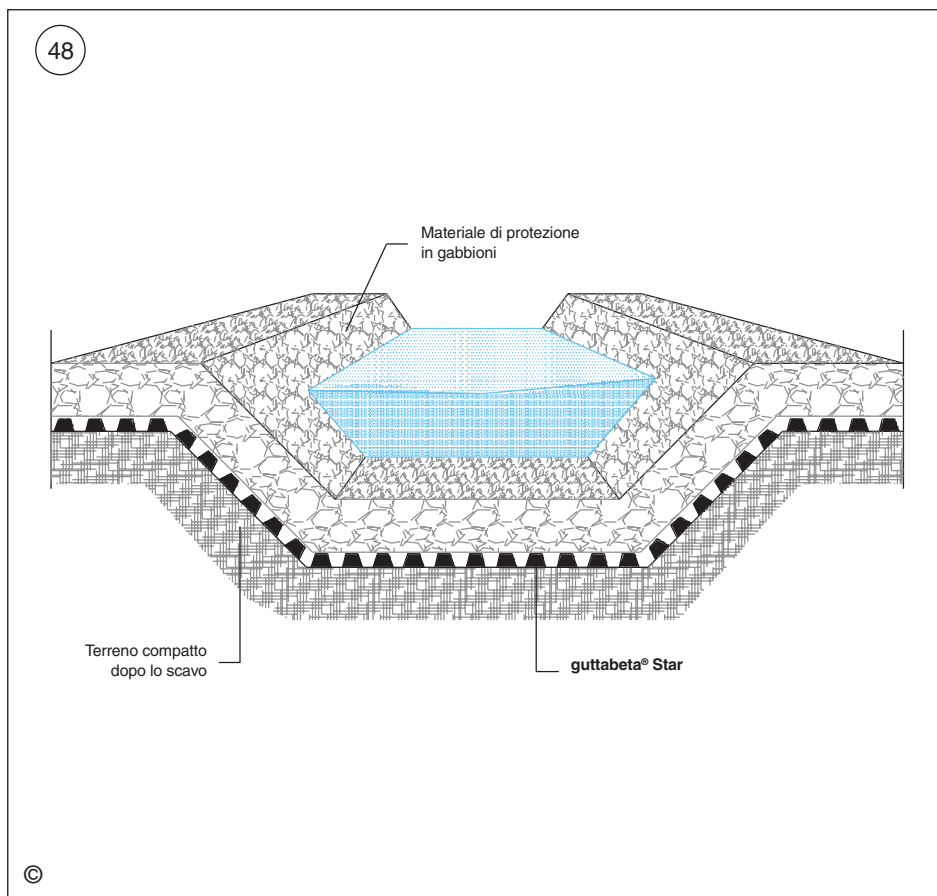 48
Materiale di protezione
in gabbioni
Terreno compatto
dopo lo scavo
guttabeta® Star
©